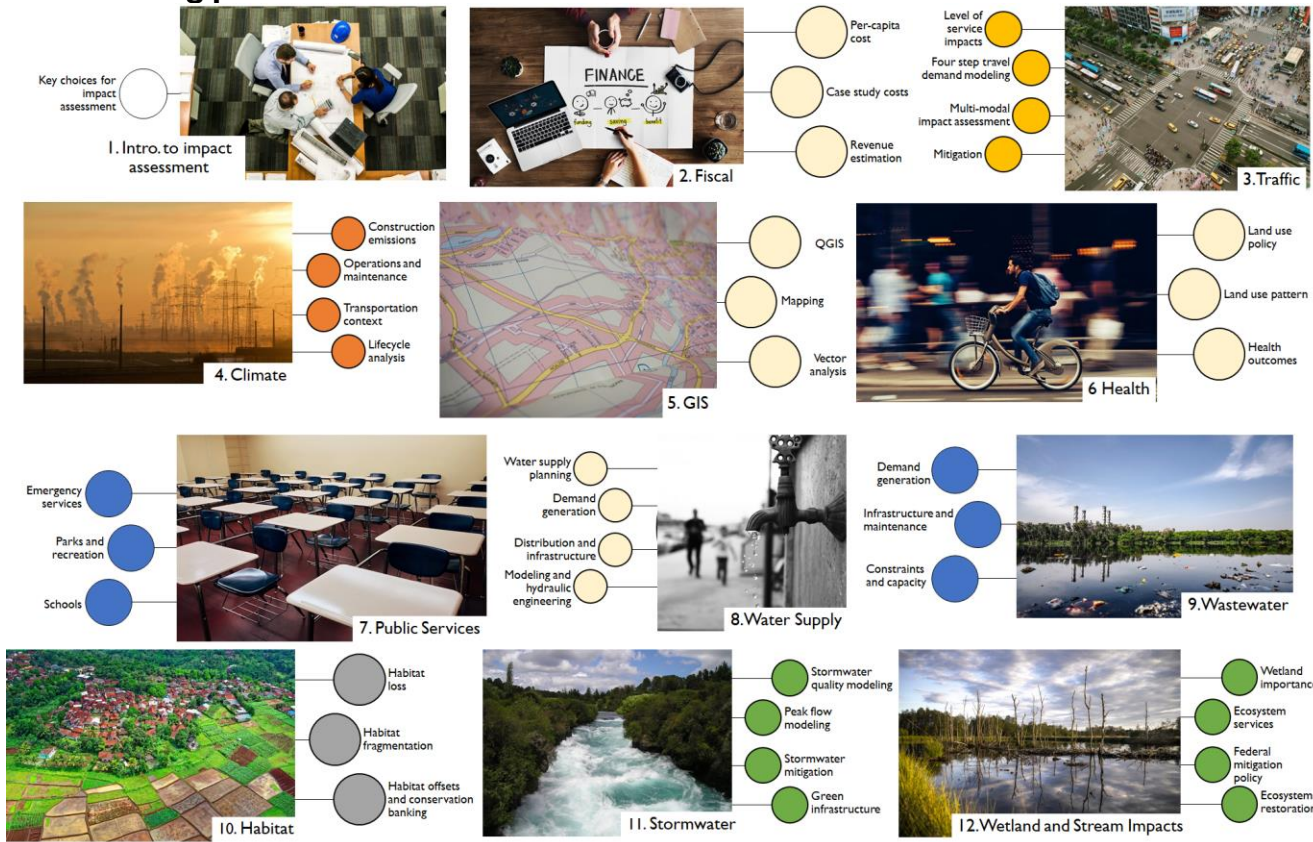 Key choices for
impact
assessment
1. Intro. to impact
assessment
FINANCE
funding
saving
benefit
Per-capita
cost
Case study costs
Revenue
estimation
2. Fiscal
Level of
service
impacts
Four step travel
demand modeling
Multi-modal
impact assessment
Mitigation
3.Traffic
Construction
emissions
Operations and
maintenance
Transportation
context
Lifecycle
analysis
4. Climate
QGIS
Mapping
Vector
analysis
5. GIS
Land use
policy
Land use pattern
Health
outcomes
6 Health
Emergency
services
Parks and
recreation
Schools
7. Public Services
Water supply
planning
Demand
generation
Distribution and
infrastructure
Modeling and
hydraulic
engineering
8. Water Supply
Demand
generation
Infrastructure and
maintenance
Constraints
and capacity
9. Wastewater
Habitat
loss
Habitat
fragmentation
Habitat offsets
and conservation
banking
10. Habitat
Stormwater
quality modeling
Peak flow
modeling
Stormwater
mitigation
Green
infrastructure
11. Stormwater
Wetland
importance
Ecosystem
services
Federal
mitigation
policy
Ecosystem
restoration
12. Wetland and Stream Impacts